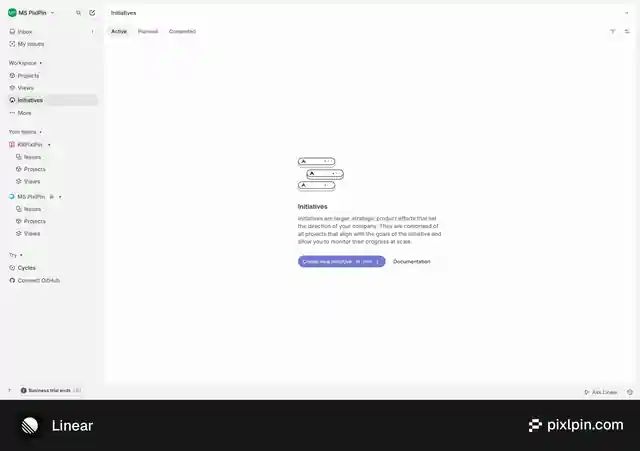 MS PixlPin
Initiatives
Active
Planned
Completed
Inbox
My issues
Workspace
Projects
Views
Initiatives
More
Your teams
Issues
Projects
Views
MS PixlPin
Issues
Projects
Views
Try
Cycles
Connect GitHub
Initiatives
Initiatives are larger, strategic product efforts that set
the direction of your company. They are comprised of
all projects that align with the goals of the initiative and
allow you to monitor their progress at scale.
Create new initiative
Documentation
Business trial ends
Ask Linear
Linear
pixlpin.com